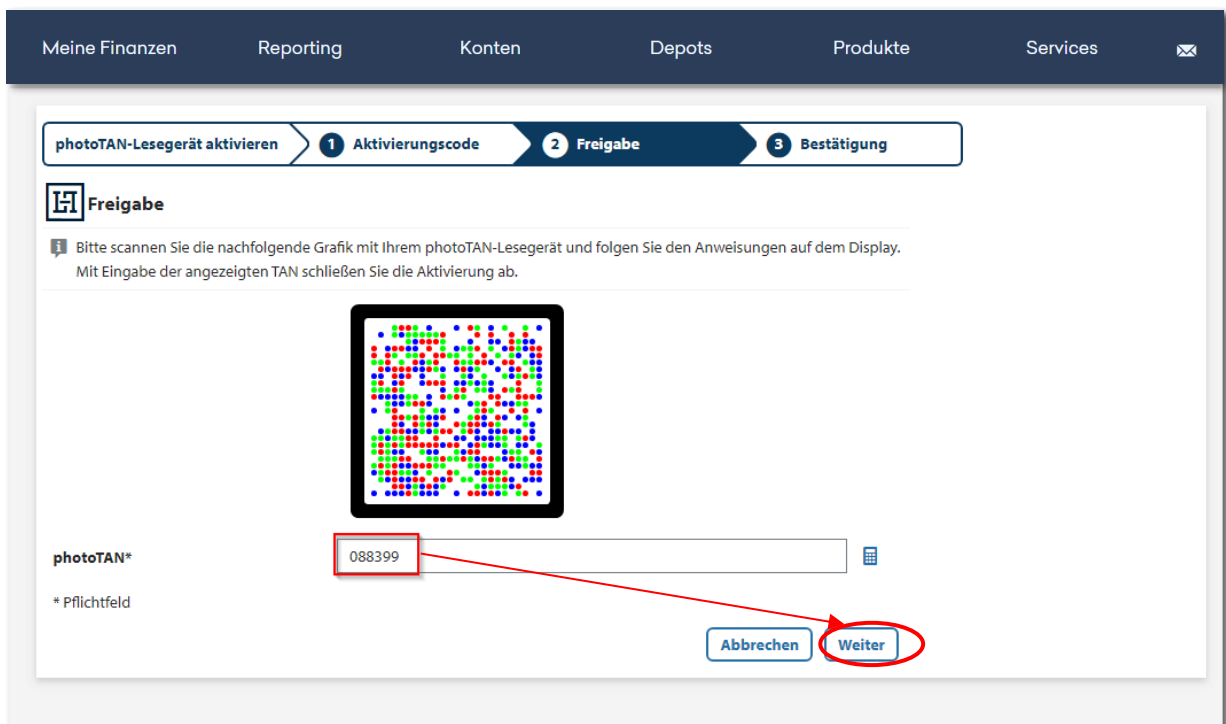 Meine Finanzen Reporting Konten Depots Produkte Services
photoTAN-Lesegerät aktivieren 1 Aktivierungscode 2 Freigabe 3 Bestätigung
Freigabe
Bitte scannen Sie die nachfolgende Grafik mit Ihrem photoTAN-Lesegerät und folgen Sie den Anweisungen auf dem Display.
Mit Eingabe der angezeigten TAN schließen Sie die Aktivierung ab.
photoTAN* 088399
* Pflichtfeld
Abbrechen Weiter